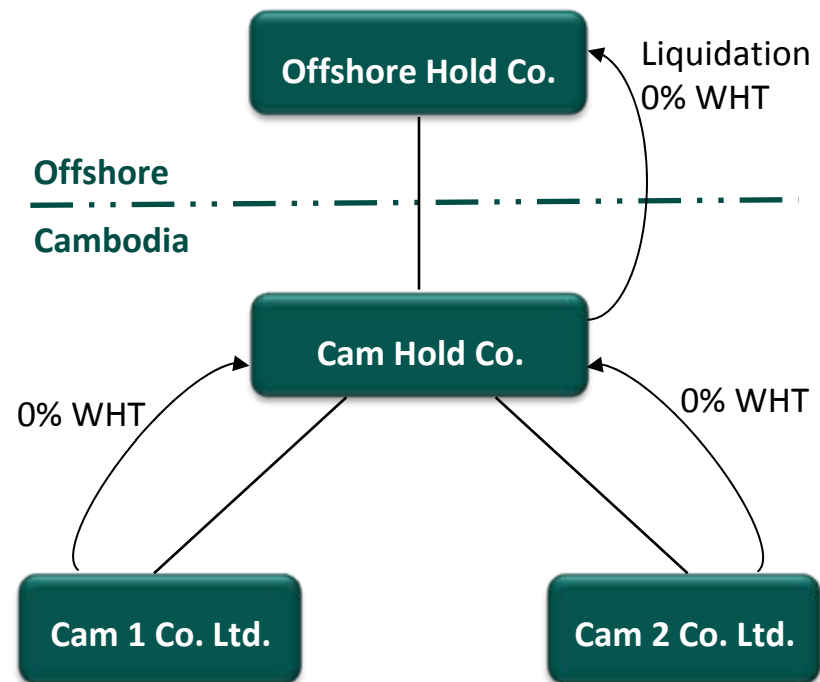 Offshore Hold Co.
Liquidation
0% WHT
Offshore
Cambodia
Cam Hold Co.
0% WHT
0% WHT
Cam 1 Co. Ltd.
Cam 2 Co. Ltd.